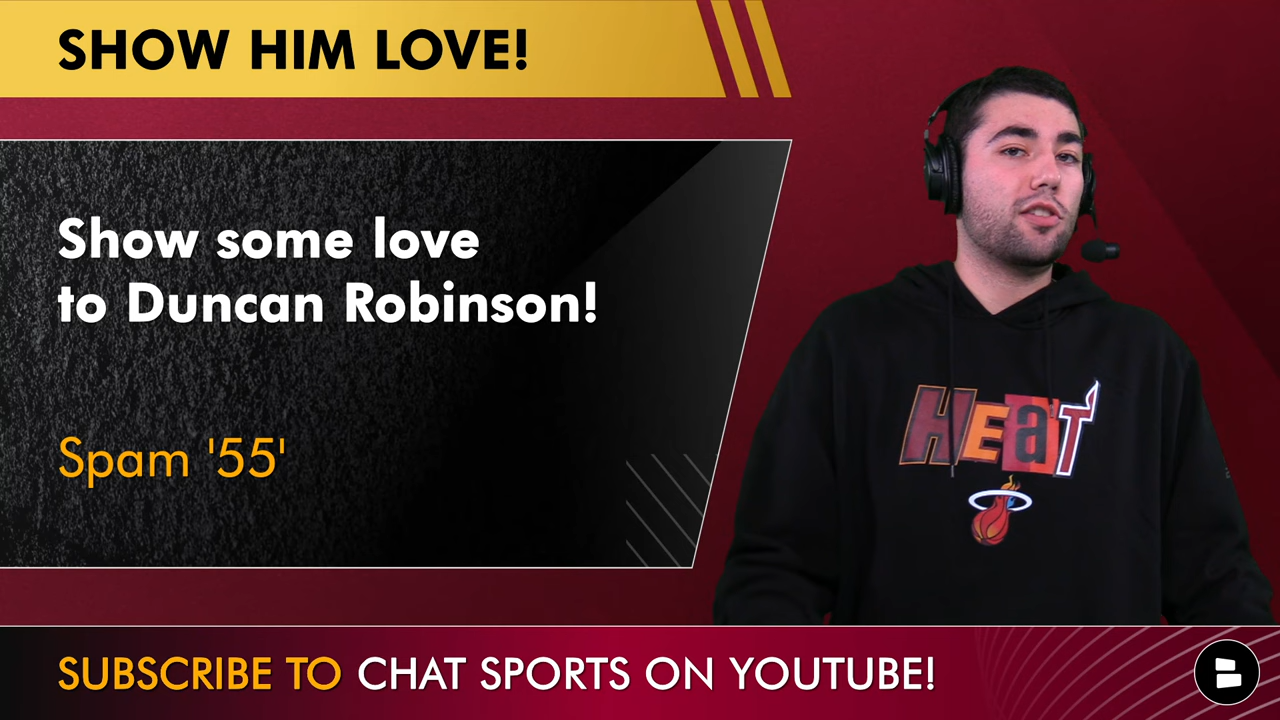 SHOW HIM LOVE!
Show some love
to Duncan Robinson!
Spam '55'
HEAT
SUBSCRIBE TO CHAT SPORTS ON YOUTUBE!